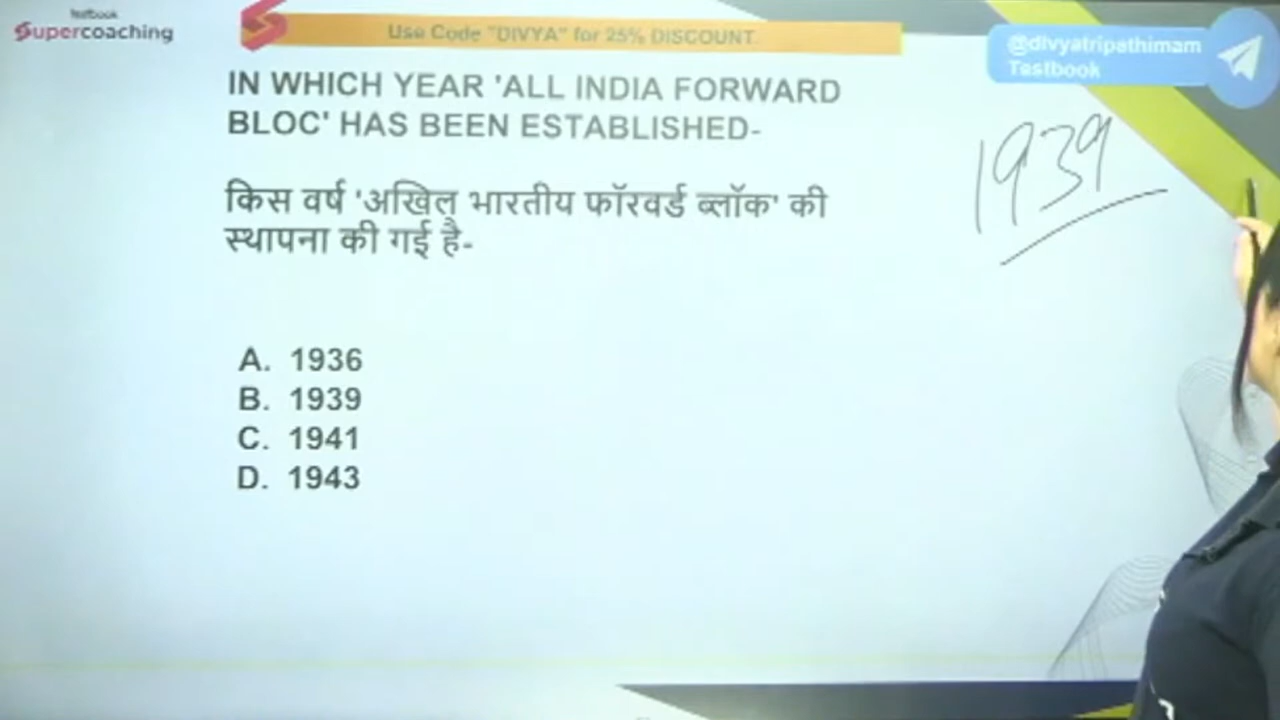 testbook
Supercoaching
Use Code "DIVYA" for 25% DISCOUNT.
@divyatripathimam
Testbook
IN WHICH YEAR 'ALL INDIA FORWARD
BLOC' HAS BEEN ESTABLISHED-
1939
किस वर्ष 'अखिल भारतीय फॉरवर्ड ब्लॉक' की
स्थापना की गई है-
A. 1936
B. 1939
C. 1941
D. 1943